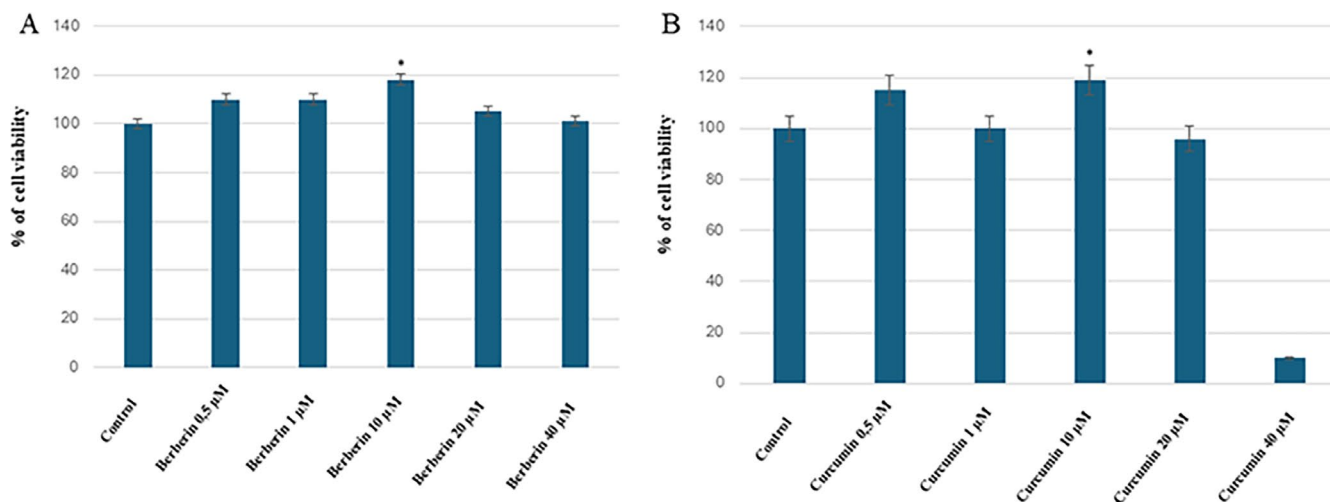 A
% of cell viability
140
120
100
80
60
40
20
0
*
Control
Berberin 0,5 µM
Berberin 1 µM
Berberin 10 µM
Berberin 20 µM
Berberin 40 µM
B
% of cell viability
140
120
100
80
60
40
20
0
*
Control
Curcumin 0,5 µM
Curcumin 1 µM
Curcumin 10 µM
Curcumin 20 µM
Curcumin 40 µM